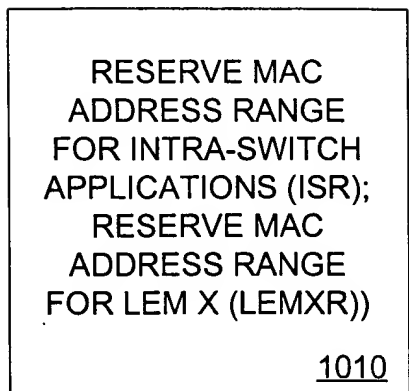 RESERVE MAC
ADDRESS RANGE
FOR INTRA-SWITCH
APPLICATIONS (ISR);
RESERVE MAC
ADDRESS RANGE
FOR LEM X (LEMXR))
1010